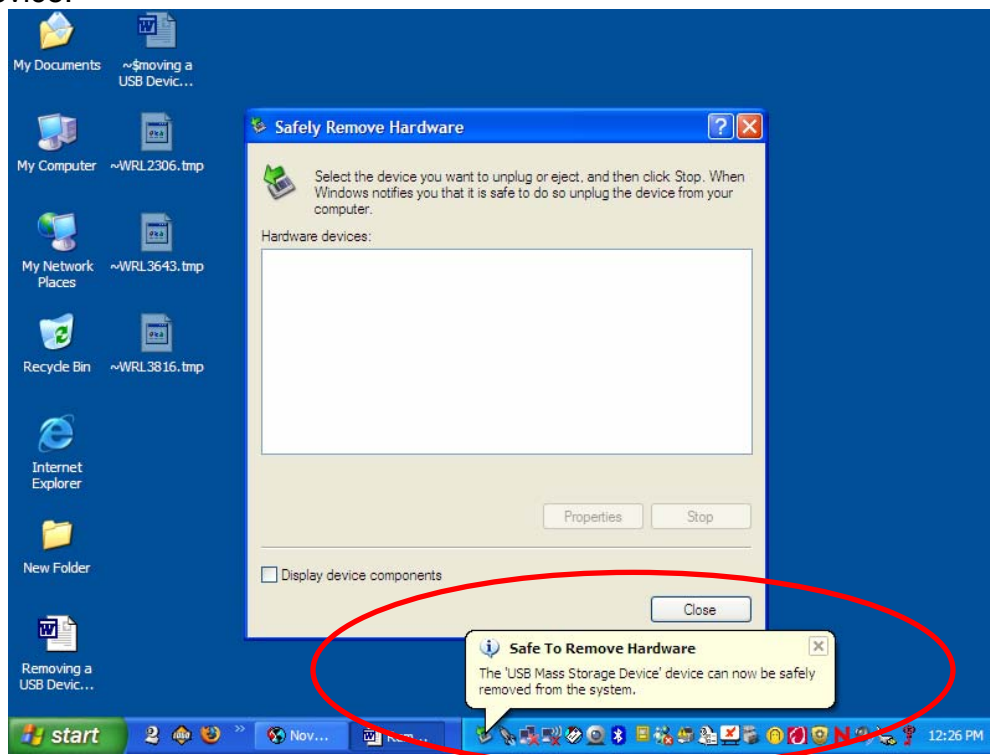 My Documents
~$moving a
USB Devic...
My Computer
~WRL2306.tmp
My Network
Places
~WRL3643.tmp
Recycle Bin
~WRL3816.tmp
Internet
Explorer
New Folder
Removing a
USB Devic...
Safely Remove Hardware
Select the device you want to unplug or eject, and then click Stop. When
Windows notifies you that it is safe to do so unplug the device from your
computer.
Hardware devices:
Properties
Stop
Display device components
Close
Safe To Remove Hardware
The 'USB Mass Storage Device' device can now be safely
removed from the system.
start
Nov...
12:26 PM